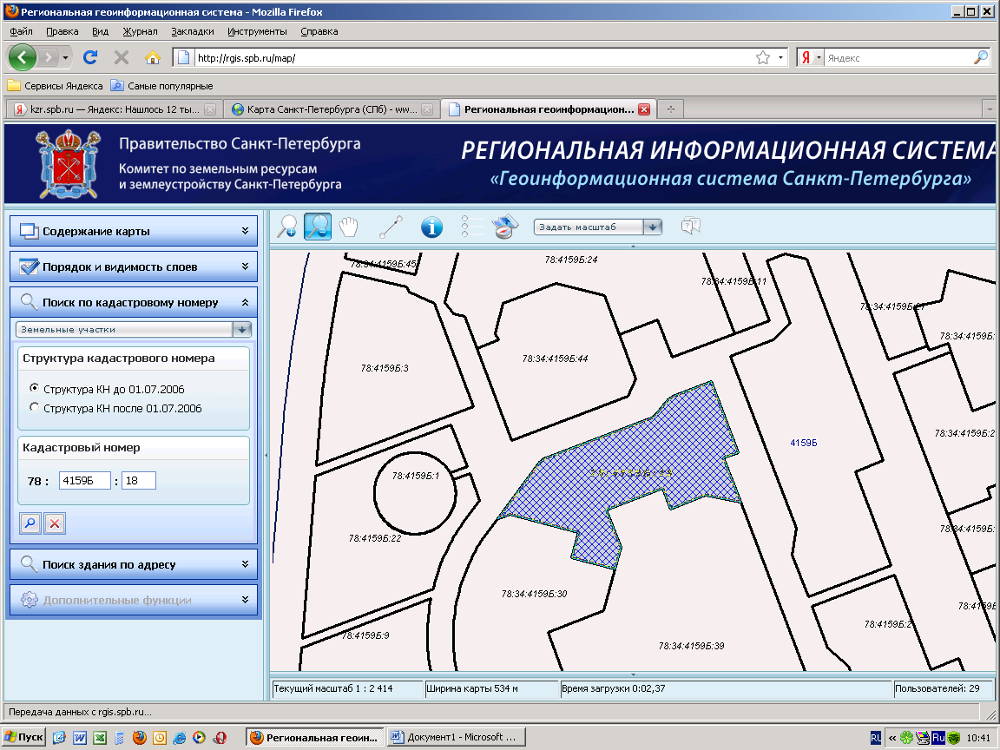 Региональная геоинформационная система - Mozilla Firefox
Файл Правка Вид Журнал Закладки Инструменты Справка
http://rgis.spb.ru/map/
Я Яндекс
Сервисы Яндекса Самые популярные
Я kzr.spb.ru — Яндекс: Нашлось 12 ты... Карта Санкт-Петербурга (СПб) - ww... Региональная геоинформацион...
Правительство Санкт-Петербурга
Комитет по земельным ресурсам
и землеустройству Санкт-Петербурга
РЕГИОНАЛЬНАЯ ИНФОРМАЦИОННАЯ СИСТЕМА
«Геоинформационная система Санкт-Петербурга»
Содержание карты
Порядок и видимость слоев
Поиск по кадастровому номеру
Земельные участки
Структура кадастрового номера
Структура КН до 01.07.2006
Структура КН после 01.07.2006
Кадастровый номер
78 : 4159Б : 18
Поиск здания по адресу
Дополнительные функции
Задать масштаб
78:34:4159Б:45
78:34:4159Б:24
78:34:4159Б:11
78:34:4159Б:27
78:34:4159Б:
78:4159Б:3
78:34:4159Б:44
78:34:4159Б:2
4159Б
78:4159Б:1
78:4159Б:22
78:34:4159Б:
78:34:4159Б:30
78:34:4159Б
78:4159Б:9
78:34:4159Б:39
78:34:4159Б:2
Текущий масштаб 1 : 2 414 Ширина карты 534 м Время загрузки 0:02,37 Пользователей: 29
Передача данных с rgis.spb.ru...
Пуск Региональная геоин... Документ1 - Microsoft ... RL « Ru 10:41